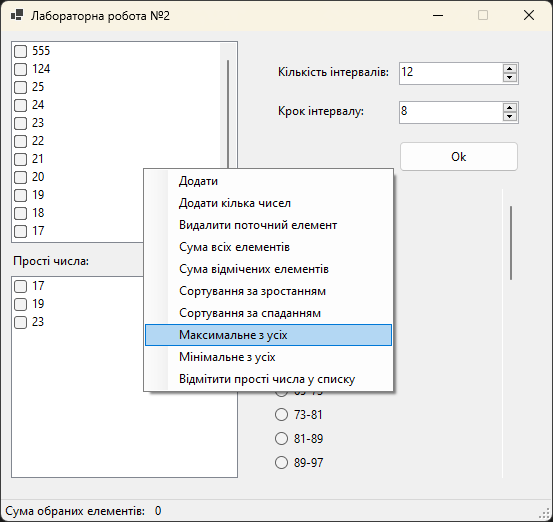 Лабораторна робота №2
555
124
25
24
23
22
21
20
19
18
17
Прості числа:
17
19
23
Кількість інтервалів: 12
Крок інтервалу: 8
Ok
Додати
Додати кілька чисел
Видалити поточний елемент
Сума всіх елементів
Сума відмічених елементів
Сортування за зростанням
Сортування за спаданням
Максимальне з усіх
Мінімальне з усіх
Відмітити прості числа у списку
73-81
81-89
89-97
Сума обраних елементів: 0